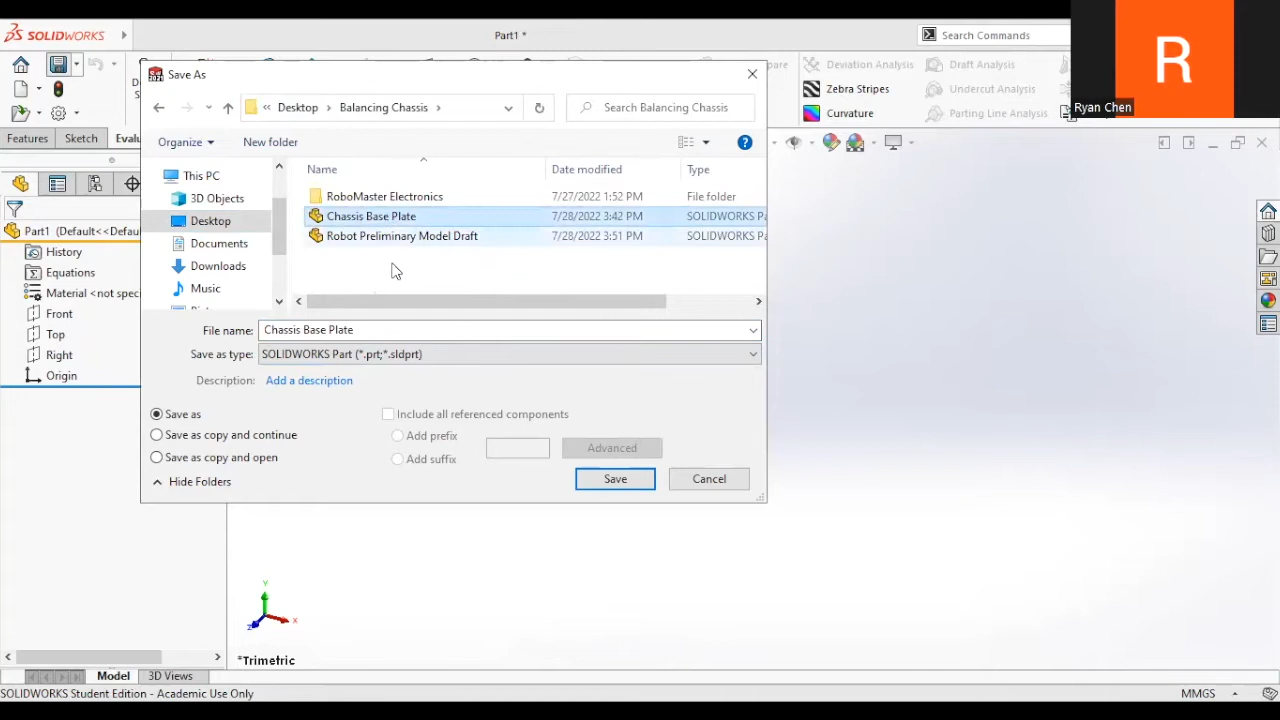 SOLIDWORKS
Part1 *
Search Commands
R
Ryan Chen
2021
Save As
Deviation Analysis
Draft Analysis
Zebra Stripes
Undercut Analysis
Curvature
Parting Line Analysis
Desktop
Balancing Chassis
Search Balancing Chassis
Features
Sketch
Evalu
Organize
New folder
Name
Date modified
Type
This PC
3D Objects
Desktop
Documents
Downloads
Music
RoboMaster Electronics
7/27/2022 1:52 PM
File folder
Chassis Base Plate
7/28/2022 3:42 PM
SOLIDWORKS Pa
Robot Preliminary Model Draft
7/28/2022 3:51 PM
SOLIDWORKS Pa
Part1 (Default<<Defau
History
Equations
Material <not speci
Front
Top
Right
Origin
File name:
Chassis Base Plate
Save as type:
SOLIDWORKS Part (*.prt;*.sldprt)
Description:
Add a description
Save as
Save as copy and continue
Save as copy and open
Include all referenced components
Add prefix
Add suffix
Advanced
Hide Folders
Save
Cancel
Y
X
Z
*Trimetric
Model
3D Views
SOLIDWORKS Student Edition - Academic Use Only
MMGS